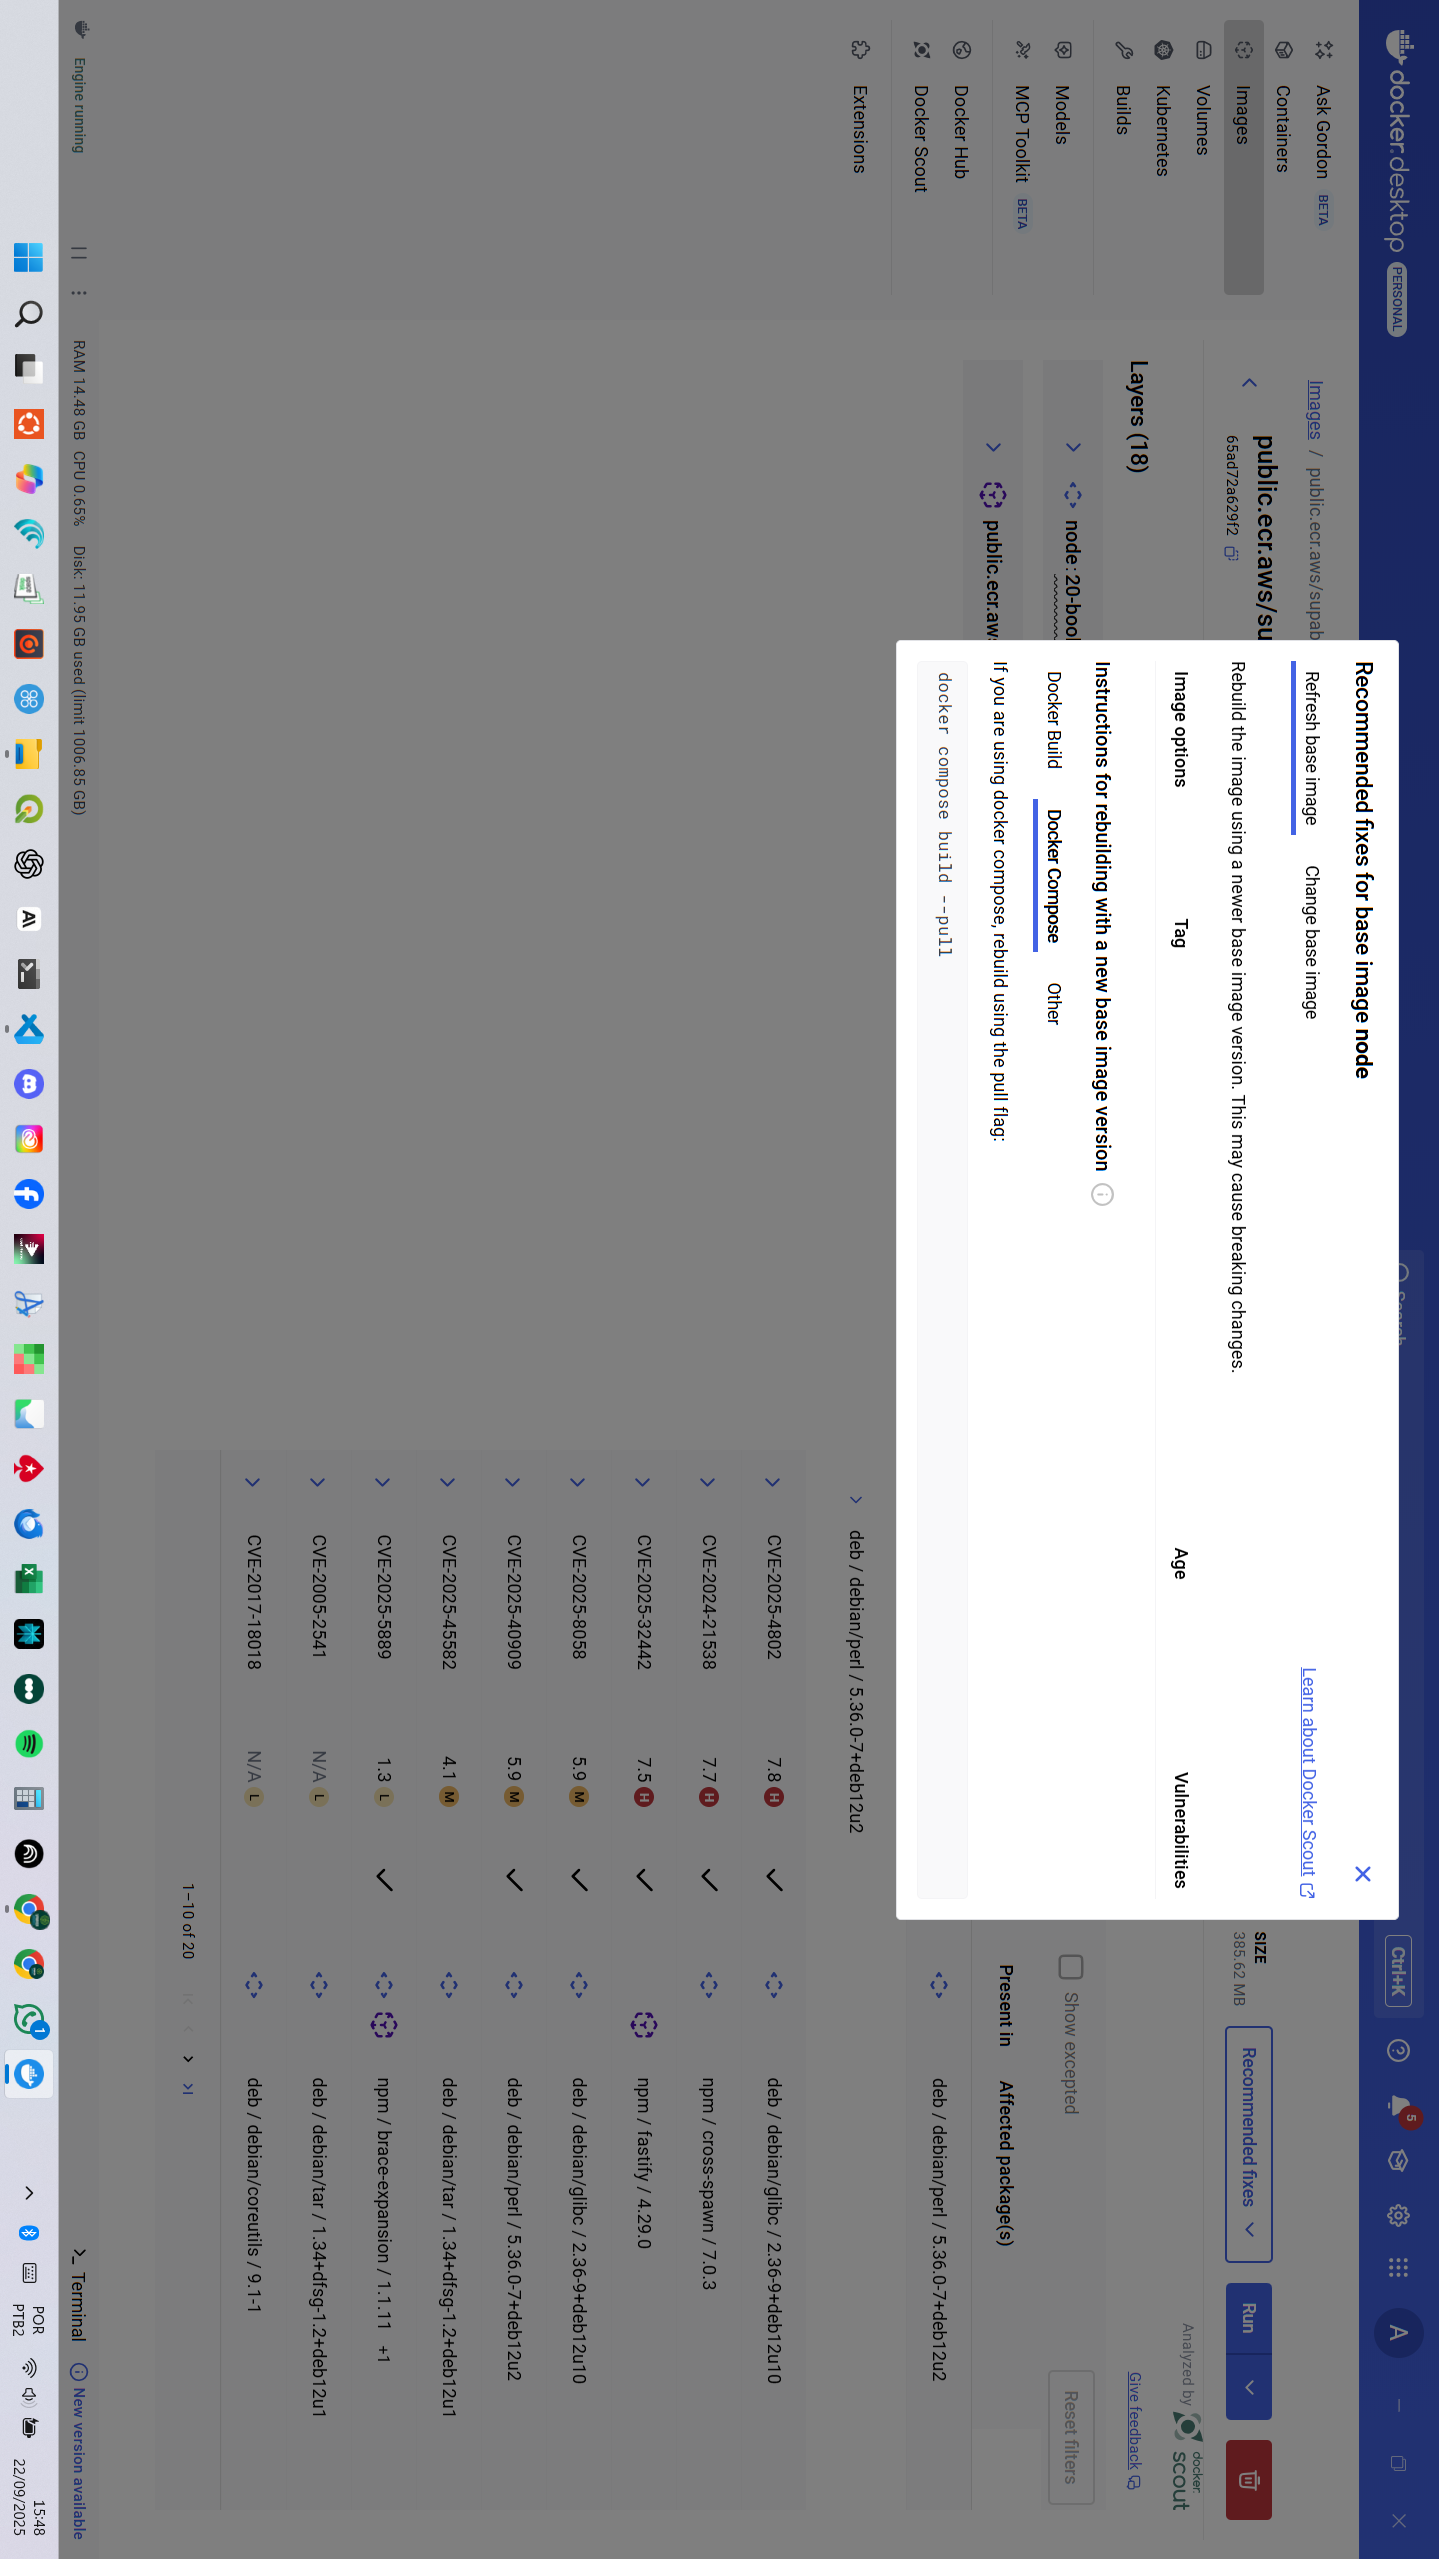 docker.desktop PERSONAL
Ctrl+K
5
A
Ask Gordon BETA
Containers
Images
Volumes
Kubernetes
Builds
Models
MCP Toolkit BETA
Docker Hub
Docker Scout
Extensions
Images / public.ecr.aws/supab
public.ecr.aws/su
65ad72a629f2
SIZE
385.62 MB
Recommended fixes
Run
Analyzed by docker scout
Layers (18)
Give feedback
node:20-bool
public.ecr.aws
Show excepted
Reset filters
Present in Affected package(s)
Recommended fixes for base image node
Refresh base image Change base image Learn about Docker Scout
Rebuild the image using a newer base image version. This may cause breaking changes.
Image options Tag Age Vulnerabilities
Instructions for rebuilding with a new base image version
Docker Build Docker Compose Other
If you are using docker compose, rebuild using the pull flag:
docker compose build --pull
deb / debian/perl / 5.36.0-7+deb12u2
deb / debian/perl / 5.36.0-7+deb12u2
CVE-2025-4802 7.8 H deb / debian/glibc / 2.36-9+deb12u10
CVE-2024-21538 7.7 H npm / cross-spawn / 7.0.3
CVE-2025-32442 7.5 H npm / fastify / 4.29.0
CVE-2025-8058 5.9 M deb / debian/glibc / 2.36-9+deb12u10
CVE-2025-40909 5.9 M deb / debian/perl / 5.36.0-7+deb12u2
CVE-2025-45582 4.1 M deb / debian/tar / 1.34+dfsg-1.2+deb12u1
CVE-2025-5889 1.3 L npm / brace-expansion / 1.1.11 +1
CVE-2005-2541 N/A L deb / debian/tar / 1.34+dfsg-1.2+deb12u1
CVE-2017-18018 N/A L deb / debian/coreutils / 9.1-1
1–10 of 20
Engine running
RAM 14.48 GB CPU 0.65% Disk: 11.95 GB used (limit 1006.85 GB)
>_ Terminal
New version available
1
POR
PTB2
15:48
22/09/2025